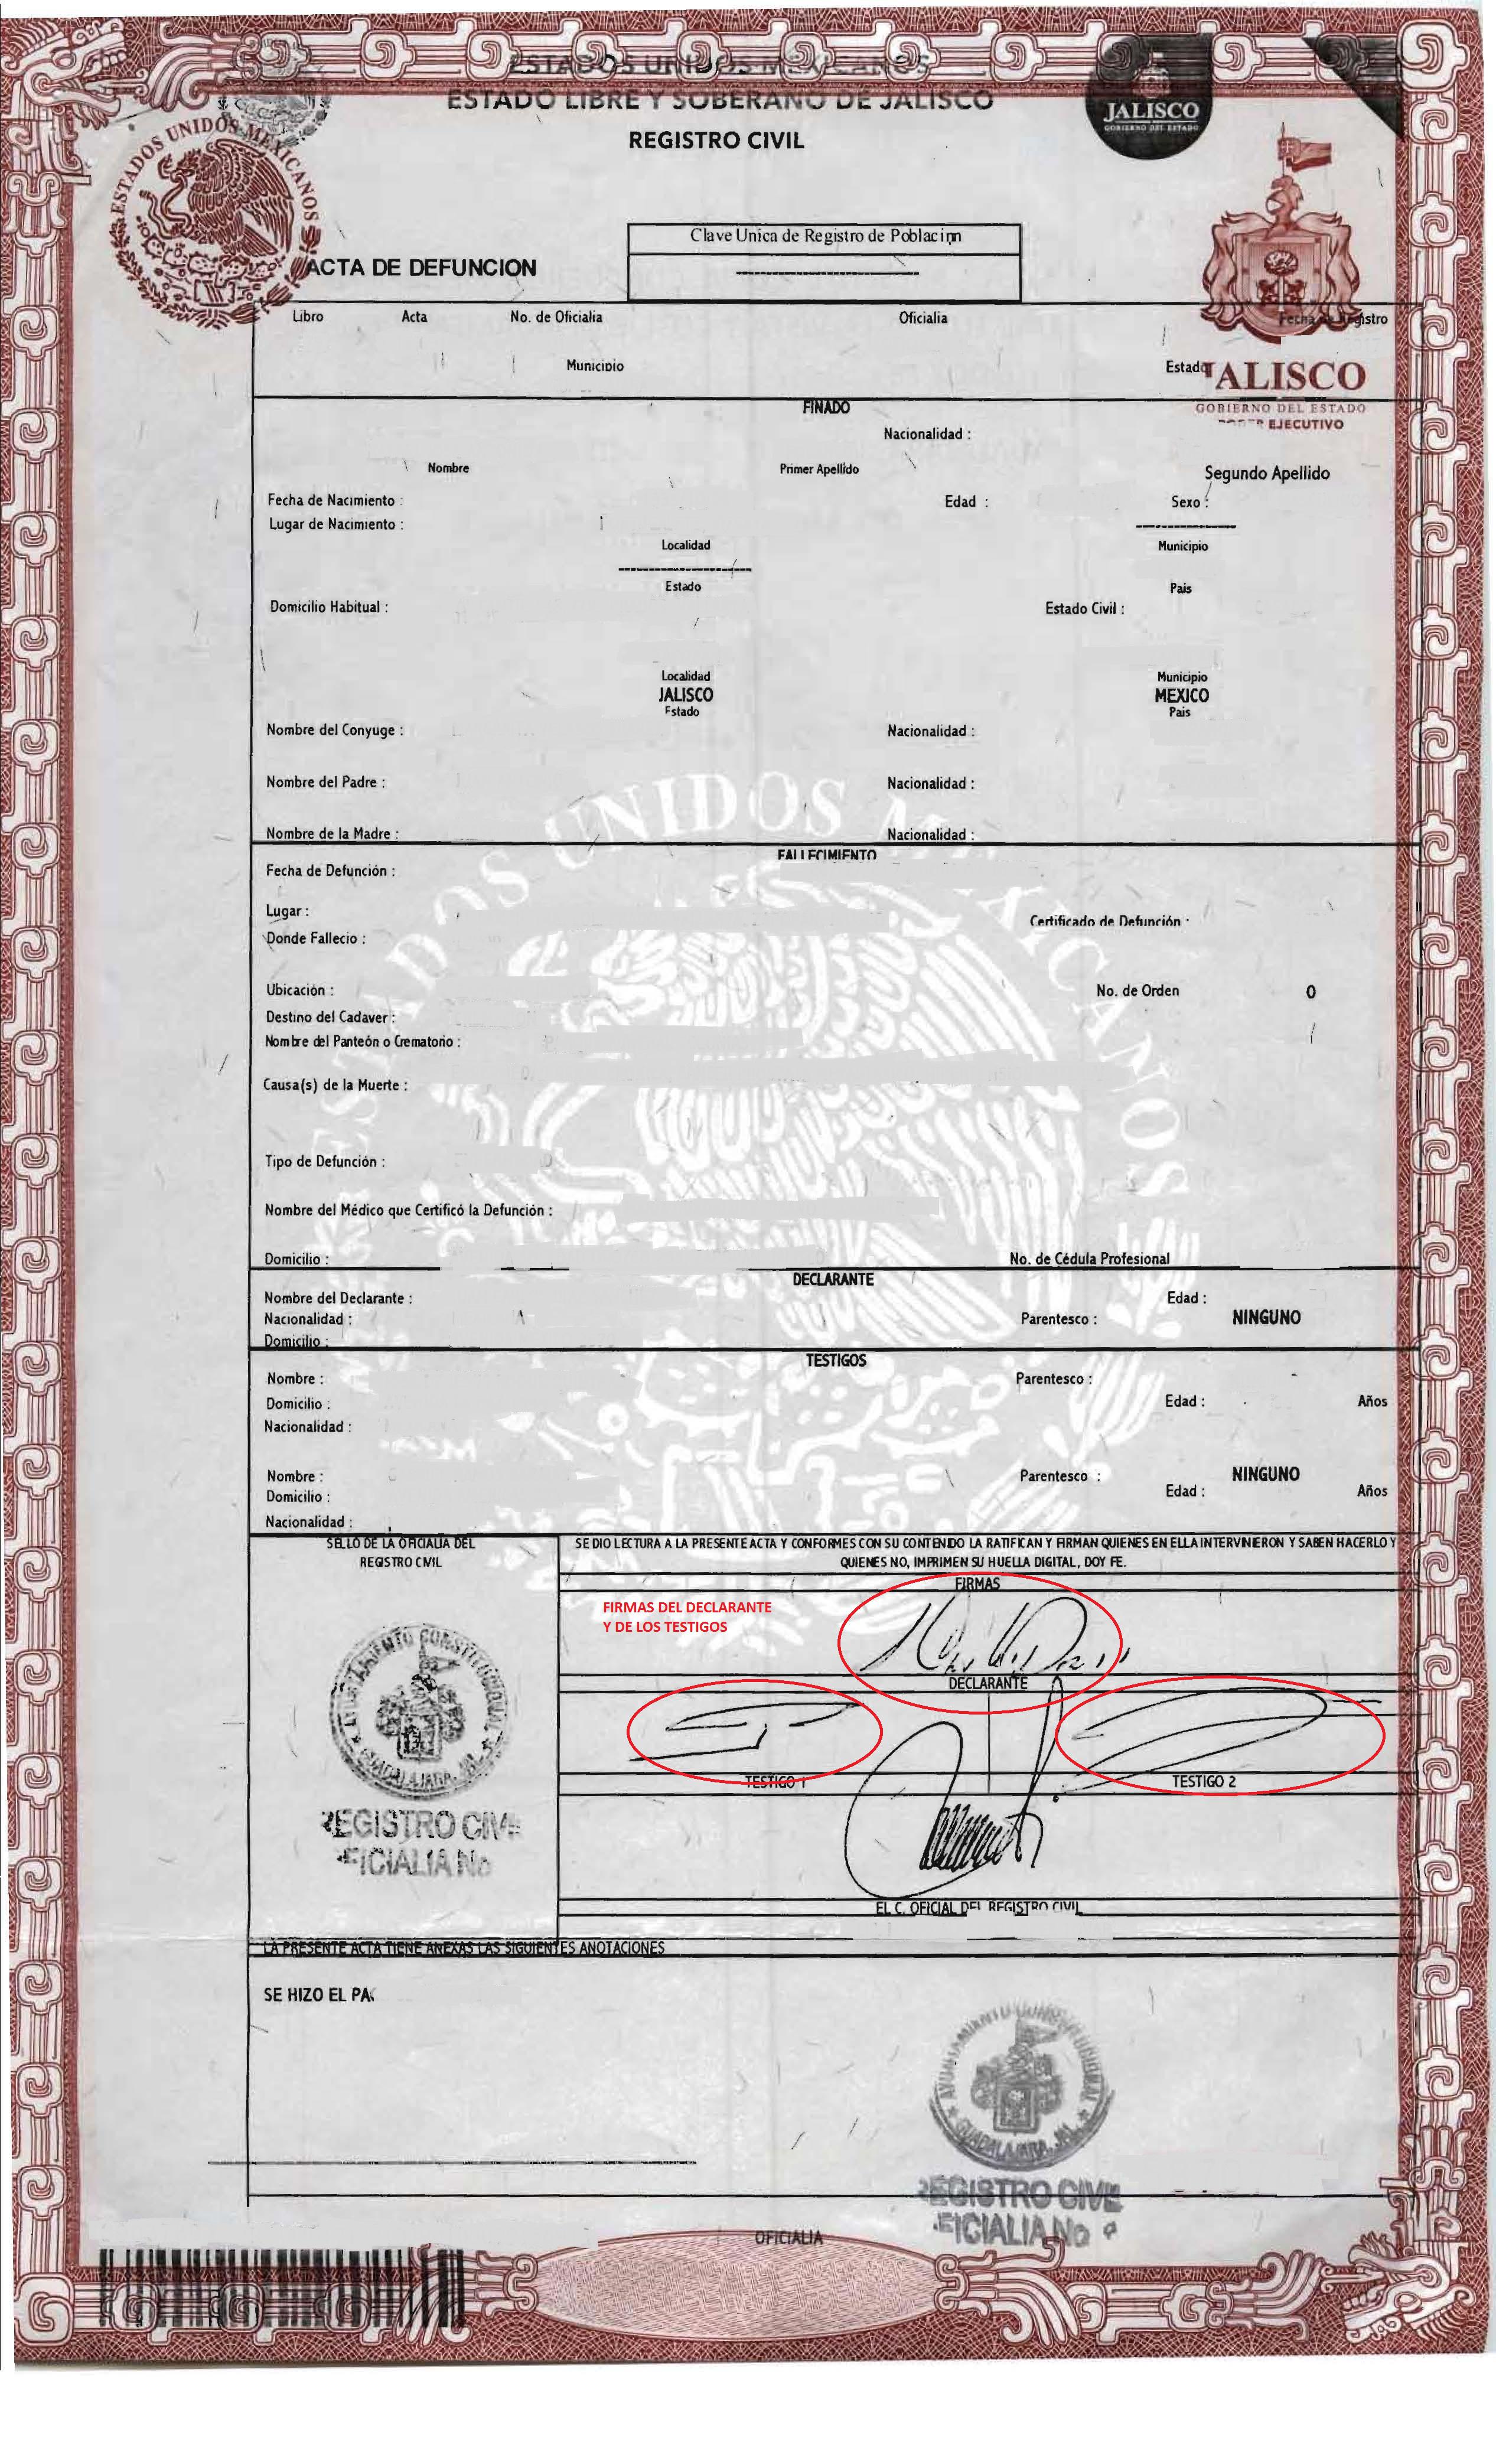 ESTADOS UNIDOS MEXICANOS
ESTADO LIBRE Y SOBERANO DE JALISCO
REGISTRO CIVIL
JALISCO
GOBIERNO DEL ESTADO
ESTADOS UNIDOS MEXICANOS
Clave Unica de Registro de Poblacion
ACTA DE DEFUNCION
Libro Acta No. de Oficialia Oficialia Fecha de Registro
Municipio Estado
JALISCO
GOBIERNO DEL ESTADO
PODER EJECUTIVO
FINADO
Nacionalidad :
Nombre Primer Apellido Segundo Apellido
Fecha de Nacimiento : Edad : Sexo :
Lugar de Nacimiento :
Localidad Municipio
Estado Pais
Domicilio Habitual : Estado Civil :
Localidad Municipio
JALISCO MEXICO
Estado Pais
Nombre del Conyuge : Nacionalidad :
Nombre del Padre : Nacionalidad :
Nombre de la Madre : Nacionalidad :
FALLECIMIENTO
Fecha de Defunción :
Lugar : Certificado de Defunción :
Donde Fallecio :
Ubicación : No. de Orden 0
Destino del Cadaver :
Nombre del Panteón o Crematorio :
Causa(s) de la Muerte :
Tipo de Defunción :
Nombre del Médico que Certificó la Defunción :
Domicilio : No. de Cédula Profesional
DECLARANTE
Nombre del Declarante : Edad :
Nacionalidad : Parentesco : NINGUNO
Domicilio :
TESTIGOS
Nombre : Parentesco :
Domicilio : Edad : Años
Nacionalidad :
Nombre : Parentesco : NINGUNO
Domicilio : Edad : Años
Nacionalidad :
SELLO DE LA OFICIALIA DEL
REGISTRO CIVIL
SE DIO LECTURA A LA PRESENTE ACTA Y CONFORMES CON SU CONTENIDO LA RATIFICAN Y FIRMAN QUIENES EN ELLA INTERVINIERON Y SABEN HACERLO Y
QUIENES NO, IMPRIMEN SU HUELLA DIGITAL, DOY FE.
FIRMAS
FIRMAS DEL DECLARANTE
Y DE LOS TESTIGOS
DECLARANTE
TESTIGO 1 TESTIGO 2
AYUNTAMIENTO CONSTITUCIONAL
GUADALAJARA, JAL.
REGISTRO CIVIL
OFICIALIA No
EL C. OFICIAL DEL REGISTRO CIVIL
LA PRESENTE ACTA TIENE ANEXAS LAS SIGUIENTES ANOTACIONES
SE HIZO EL PA
AYUNTAMIENTO CONSTITUCIONAL
GUADALAJARA, JAL.
REGISTRO CIVIL
OFICIALIA No
OFICIALIA